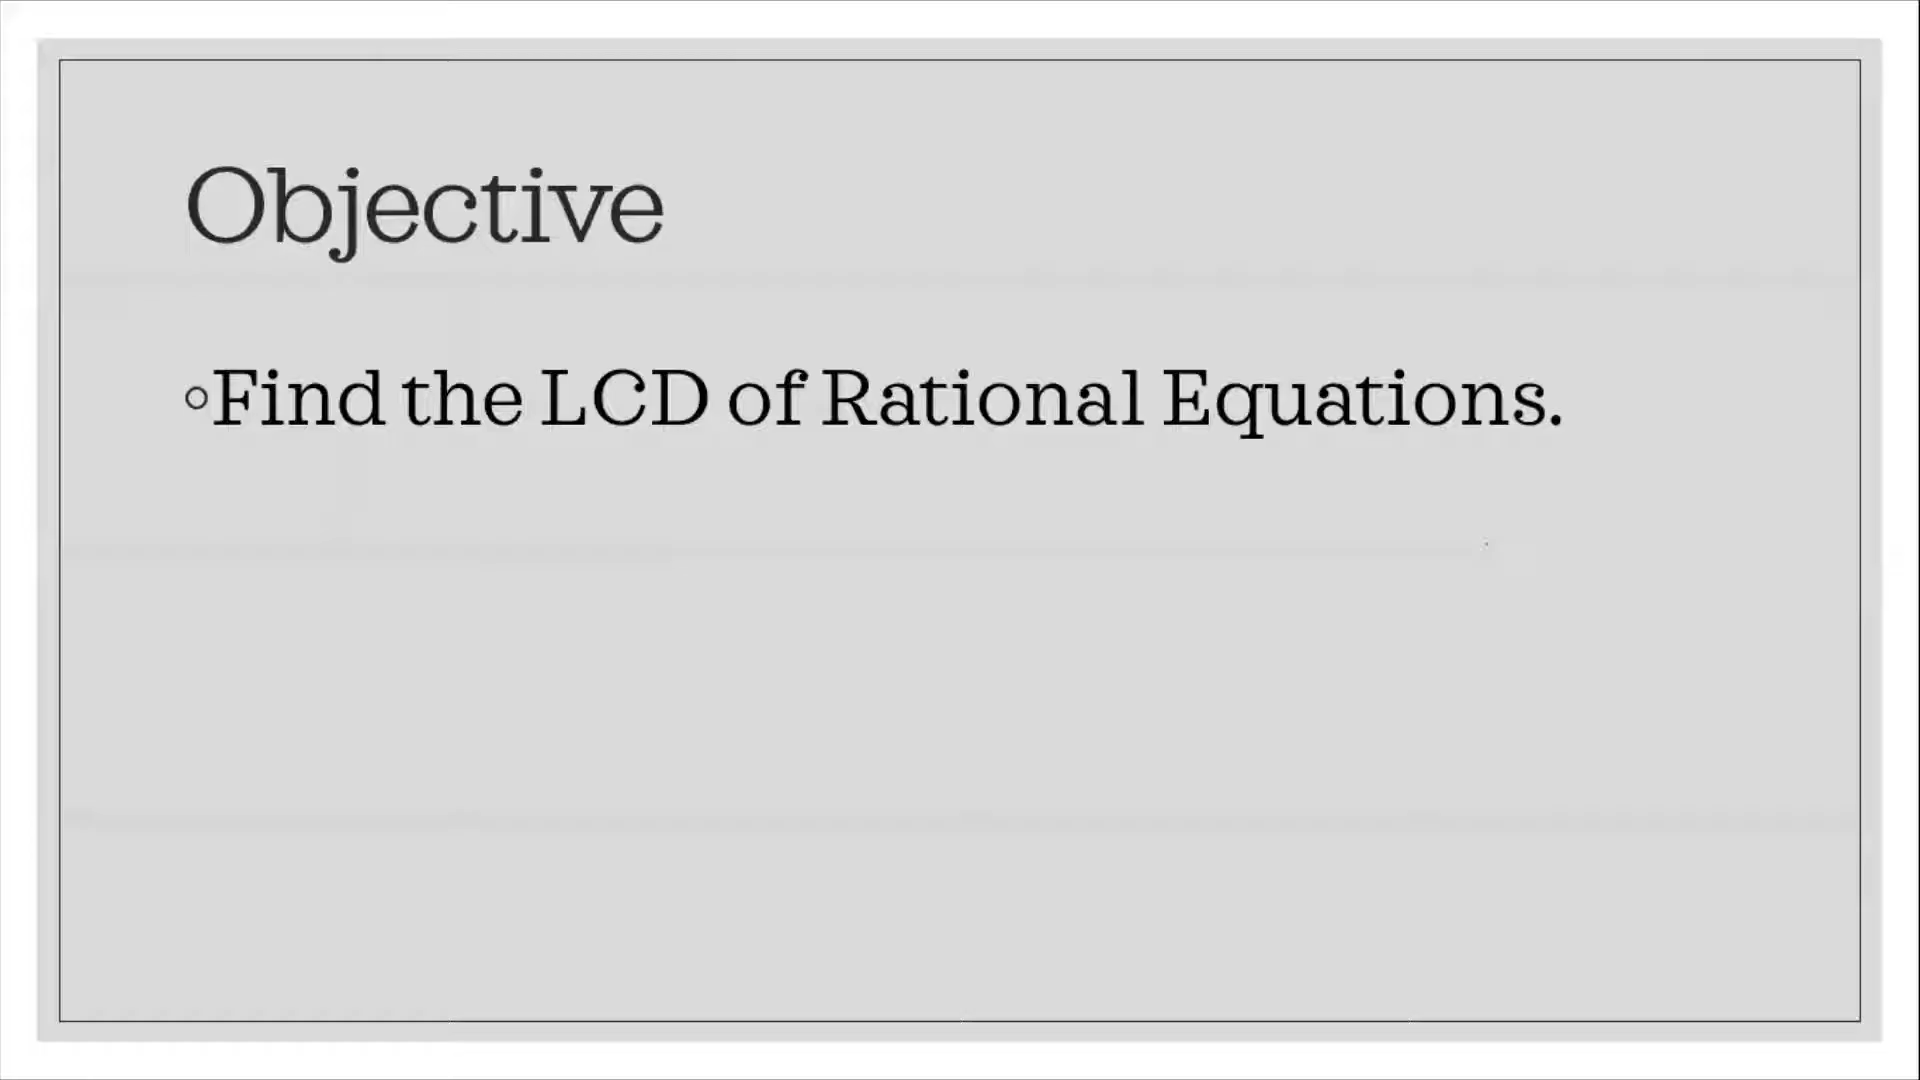 Objective
◦Find the LCD of Rational Equations.